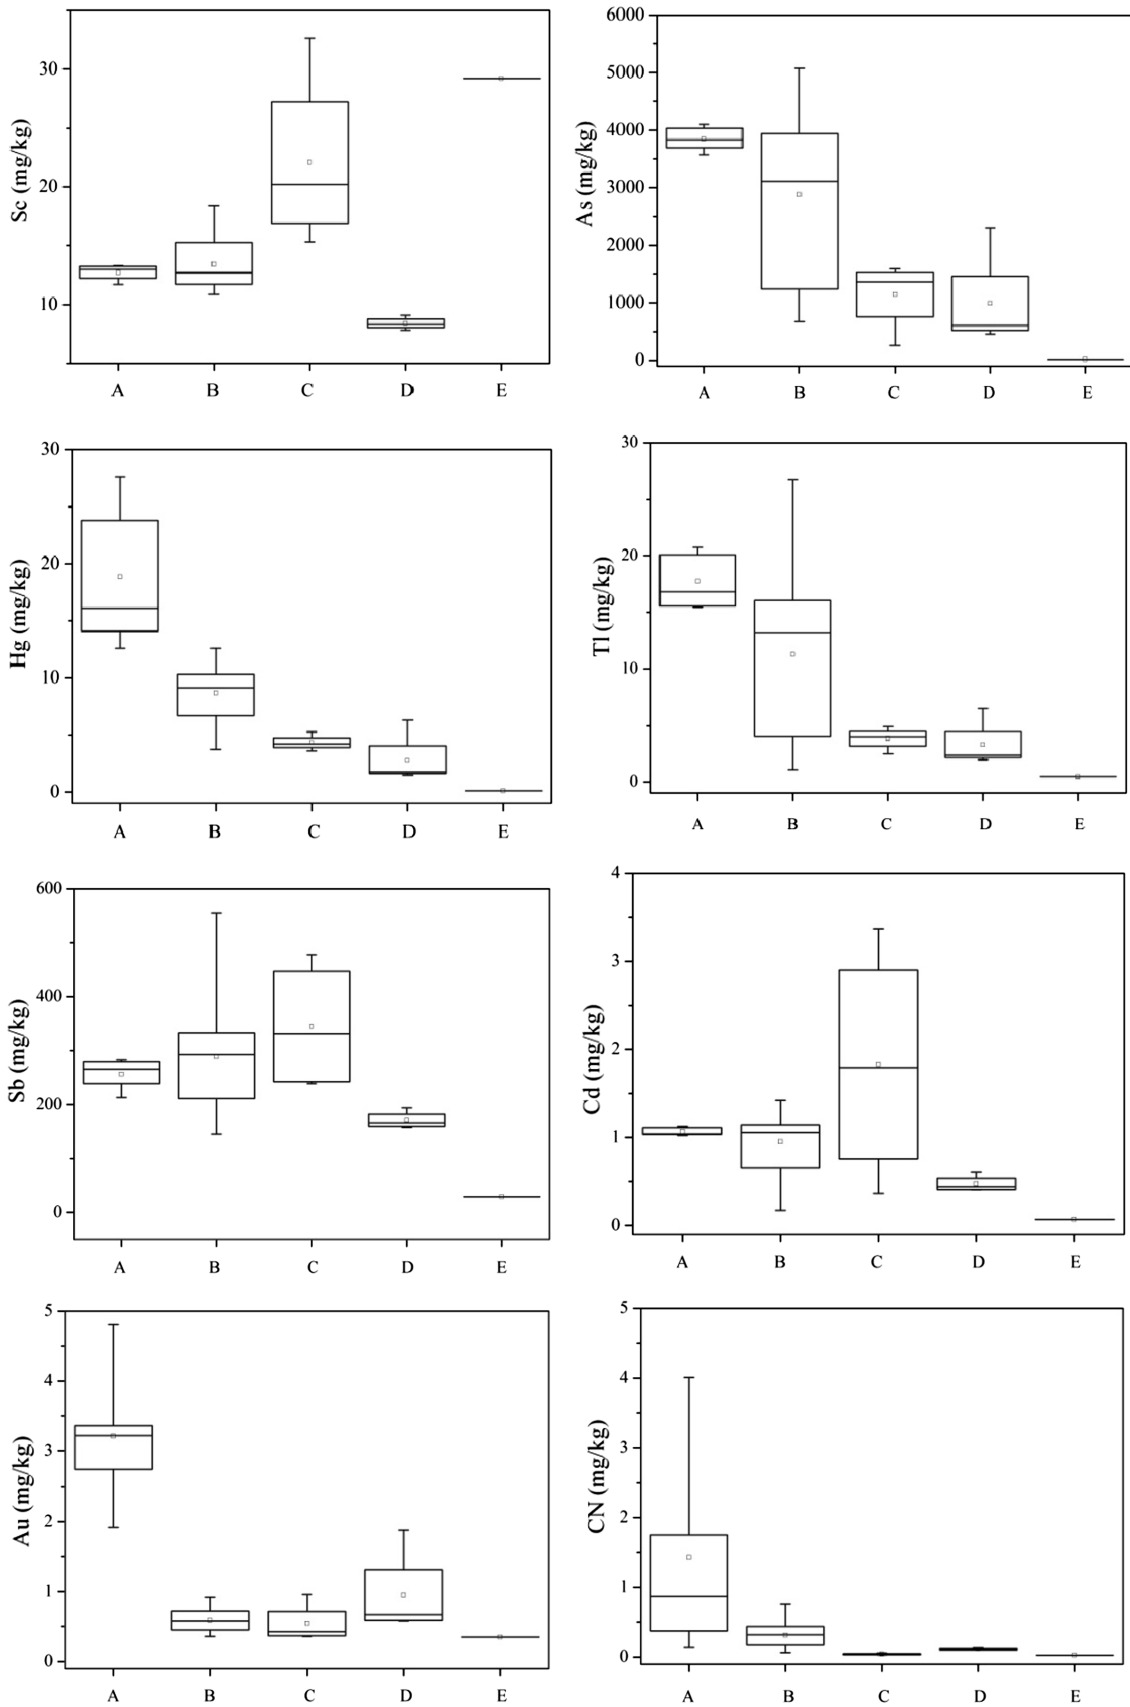 Sc (mg/kg)
30
20
10
A B C D E
As (mg/kg)
6000
5000
4000
3000
2000
1000
0
A B C D E
Hg (mg/kg)
30
20
10
0
A B C D E
Tl (mg/kg)
30
20
10
0
A B C D E
Sb (mg/kg)
600
400
200
0
A B C D E
Cd (mg/kg)
4
3
2
1
0
A B C D E
Au (mg/kg)
5
4
3
2
1
0
A B C D E
CN (mg/kg)
5
4
3
2
1
0
A B C D E